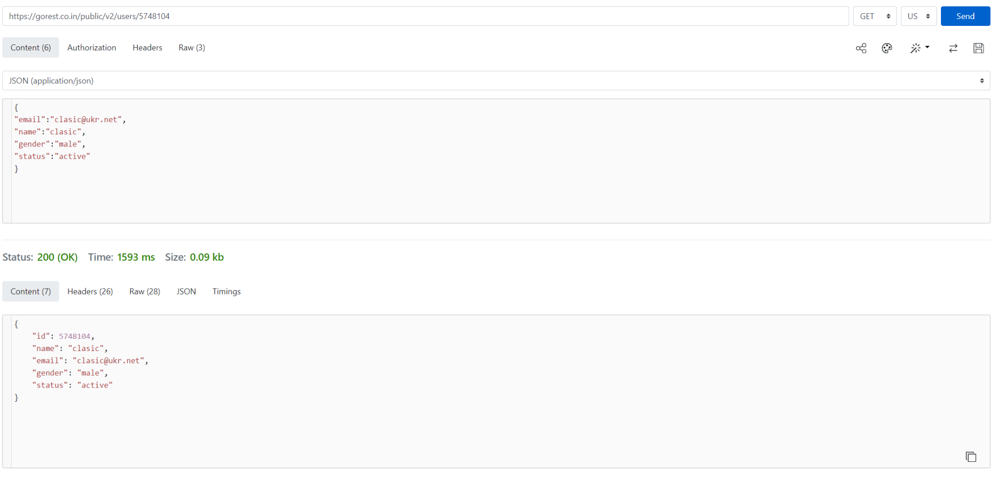 https://gorest.co.in/public/v2/users/5748104 GET US Send
Content (6) Authorization Headers Raw (3)
JSON (application/json)
{
"email":"clasic@ukr.net",
"name":"clasic",
"gender":"male",
"status":"active"
}
Status: 200 (OK) Time: 1593 ms Size: 0.09 kb
Content (7) Headers (26) Raw (28) JSON Timings
{
"id": 5748104,
"name": "clasic",
"email": "clasic@ukr.net",
"gender": "male",
"status": "active"
}